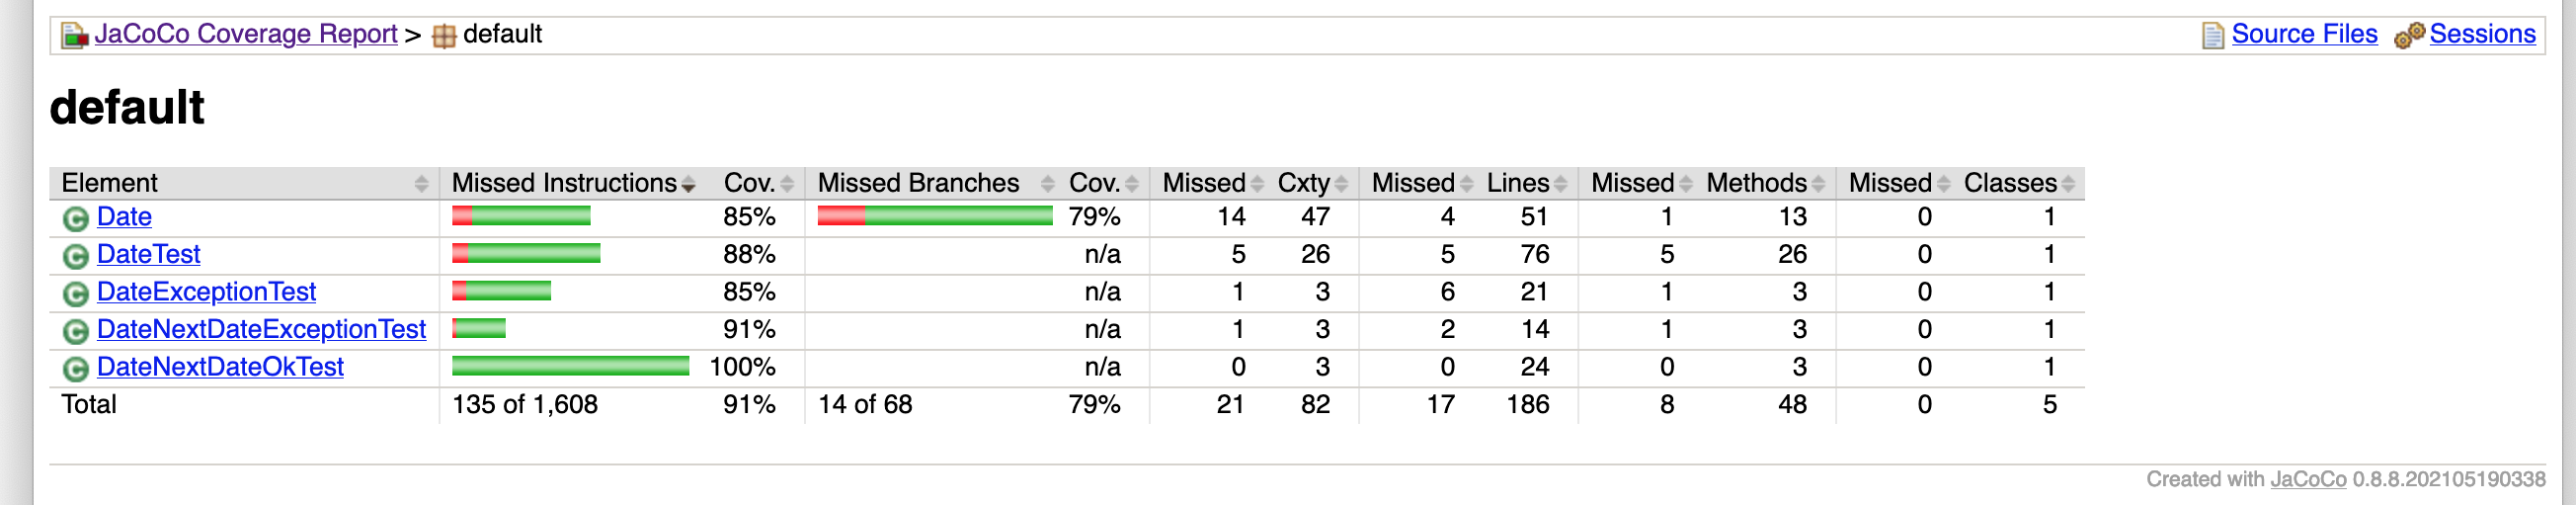 JaCoCo Coverage Report > default Source Files Sessions
default
Element Missed Instructions Cov. Missed Branches Cov. Missed Cxty Missed Lines Missed Methods Missed Classes
C Date 85% 79% 14 47 4 51 1 13 0 1
C DateTest 88% n/a 5 26 5 76 5 26 0 1
C DateExceptionTest 85% n/a 1 3 6 21 1 3 0 1
C DateNextDateExceptionTest 91% n/a 1 3 2 14 1 3 0 1
C DateNextDateOkTest 100% n/a 0 3 0 24 0 3 0 1
Total 135 of 1,608 91% 14 of 68 79% 21 82 17 186 8 48 0 5
Created with JaCoCo 0.8.8.202105190338